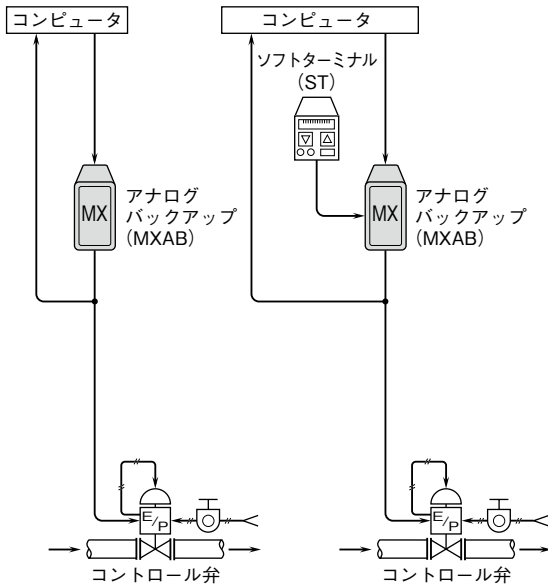 コンピュータ
MX
アナログ
バックアップ
(MXAB)
E/P
コントロール弁
コンピュータ
ソフトターミナル
(ST)
MX
アナログ
バックアップ
(MXAB)
E/P
コントロール弁